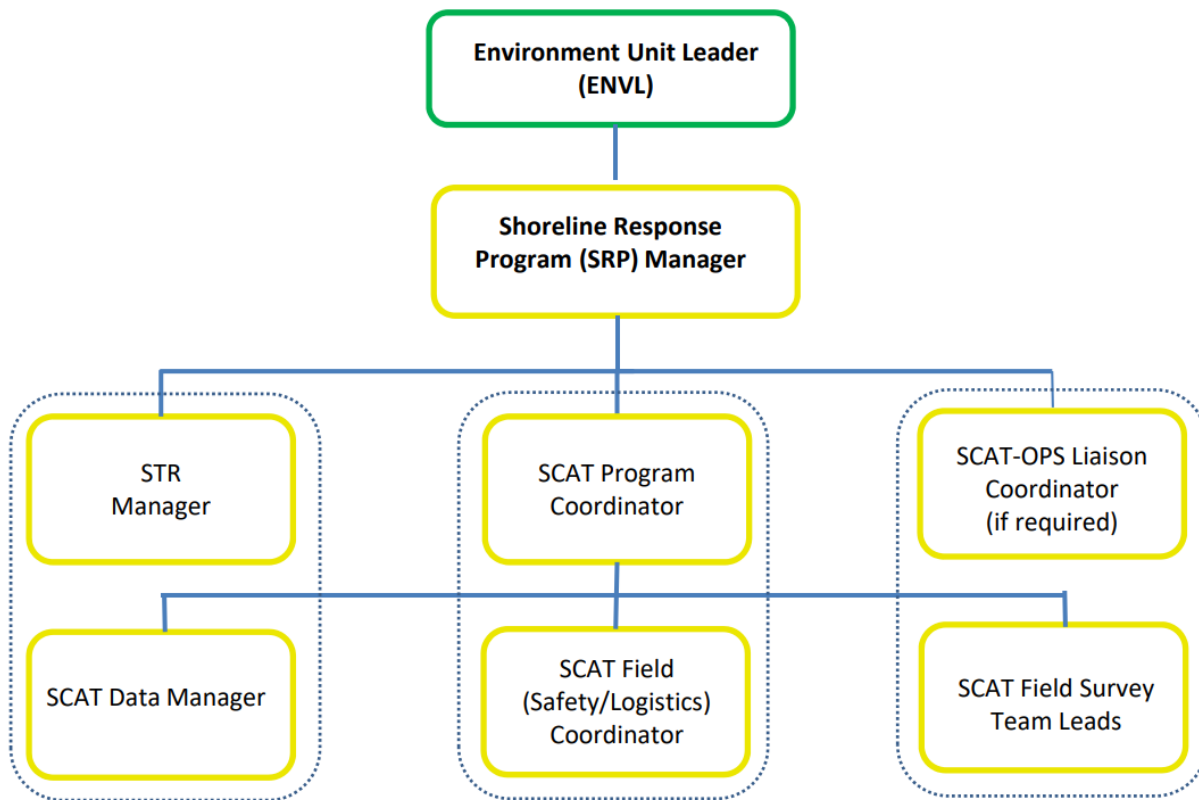 Environment Unit Leader
(ENVL)
Shoreline Response
Program (SRP) Manager
STR
Manager
SCAT Program
Coordinator
SCAT-OPS Liaison
Coordinator
(if required)
SCAT Data Manager
SCAT Field
(Safety/Logistics)
Coordinator
SCAT Field Survey
Team Leads